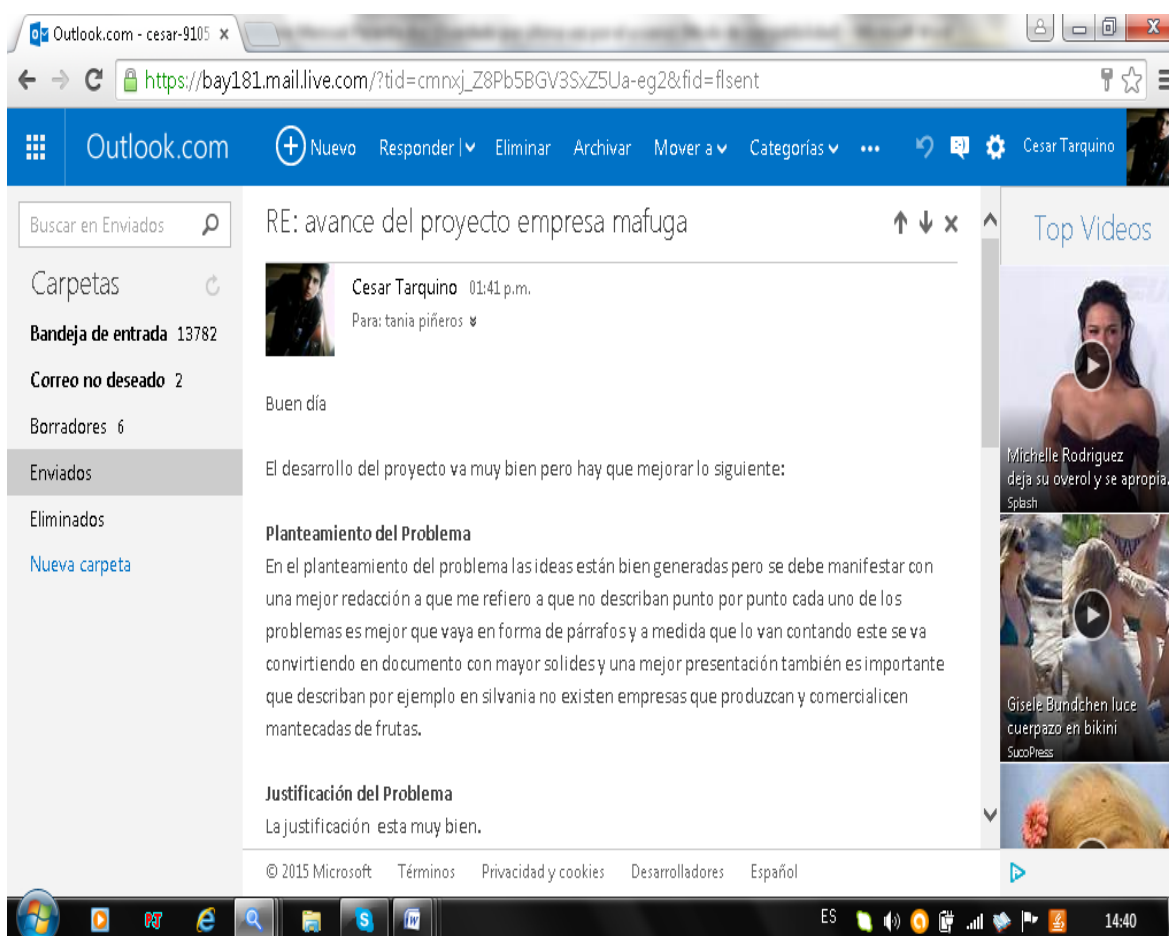 Outlook.com - cesar-9105
https://bay181.mail.live.com/?tid=cmnxj_Z8Pb5BGV3SxZ5Ua-eg2&fid=flsent
Outlook.com
Nuevo Responder Eliminar Archivar Mover a Categorías ••• Cesar Tarquino
Buscar en Enviados
Carpetas
Bandeja de entrada 13782
Correo no deseado 2
Borradores 6
Enviados
Eliminados
Nueva carpeta
RE: avance del proyecto empresa mafuga
Cesar Tarquino 01:41 p.m.
Para: tania piñeros
Buen día
El desarrollo del proyecto va muy bien pero hay que mejorar lo siguiente:
Planteamiento del Problema
En el planteamiento del problema las ideas están bien generadas pero se debe manifestar con
una mejor redacción a que me refiero a que no describan punto por punto cada uno de los
problemas es mejor que vaya en forma de párrafos y a medida que lo van contando este se va
convirtiendo en documento con mayor solides y una mejor presentación también es importante
que describan por ejemplo en silvania no existen empresas que produzcan y comercialicen
mantecadas de frutas.
Justificación del Problema
La justificación esta muy bien.
Top Videos
Michelle Rodriguez
deja su overol y se apropia.
Splash
Gisele Bundchen luce
cuerpazo en bikini
SucoPress
© 2015 Microsoft Términos Privacidad y cookies Desarrolladores Español
ES 14:40